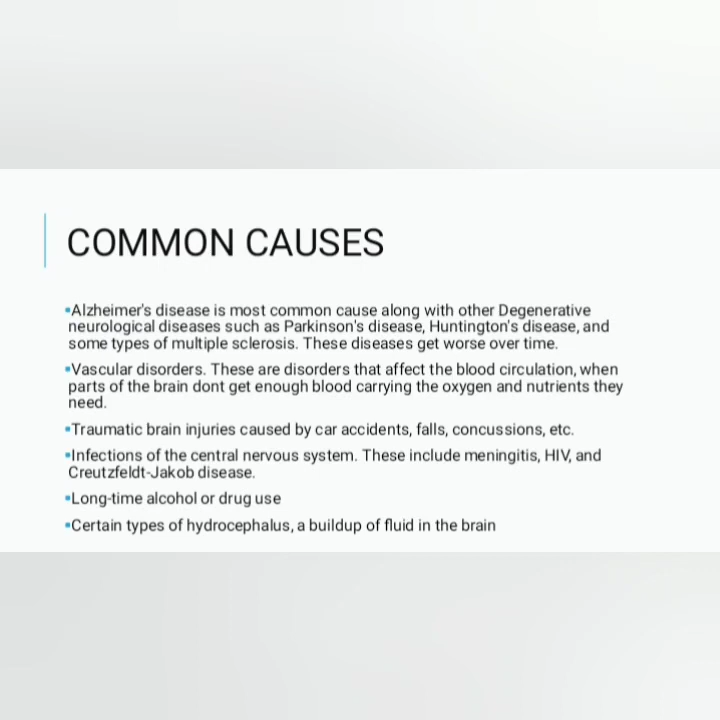 COMMON CAUSES
▪Alzheimer's disease is most common cause along with other Degenerative
neurological diseases such as Parkinson's disease, Huntington's disease, and
some types of multiple sclerosis. These diseases get worse over time.
▪Vascular disorders. These are disorders that affect the blood circulation, when
parts of the brain dont get enough blood carrying the oxygen and nutrients they
need.
▪Traumatic brain injuries caused by car accidents, falls, concussions, etc.
▪Infections of the central nervous system. These include meningitis, HIV, and
Creutzfeldt-Jakob disease.
▪Long-time alcohol or drug use
▪Certain types of hydrocephalus, a buildup of fluid in the brain